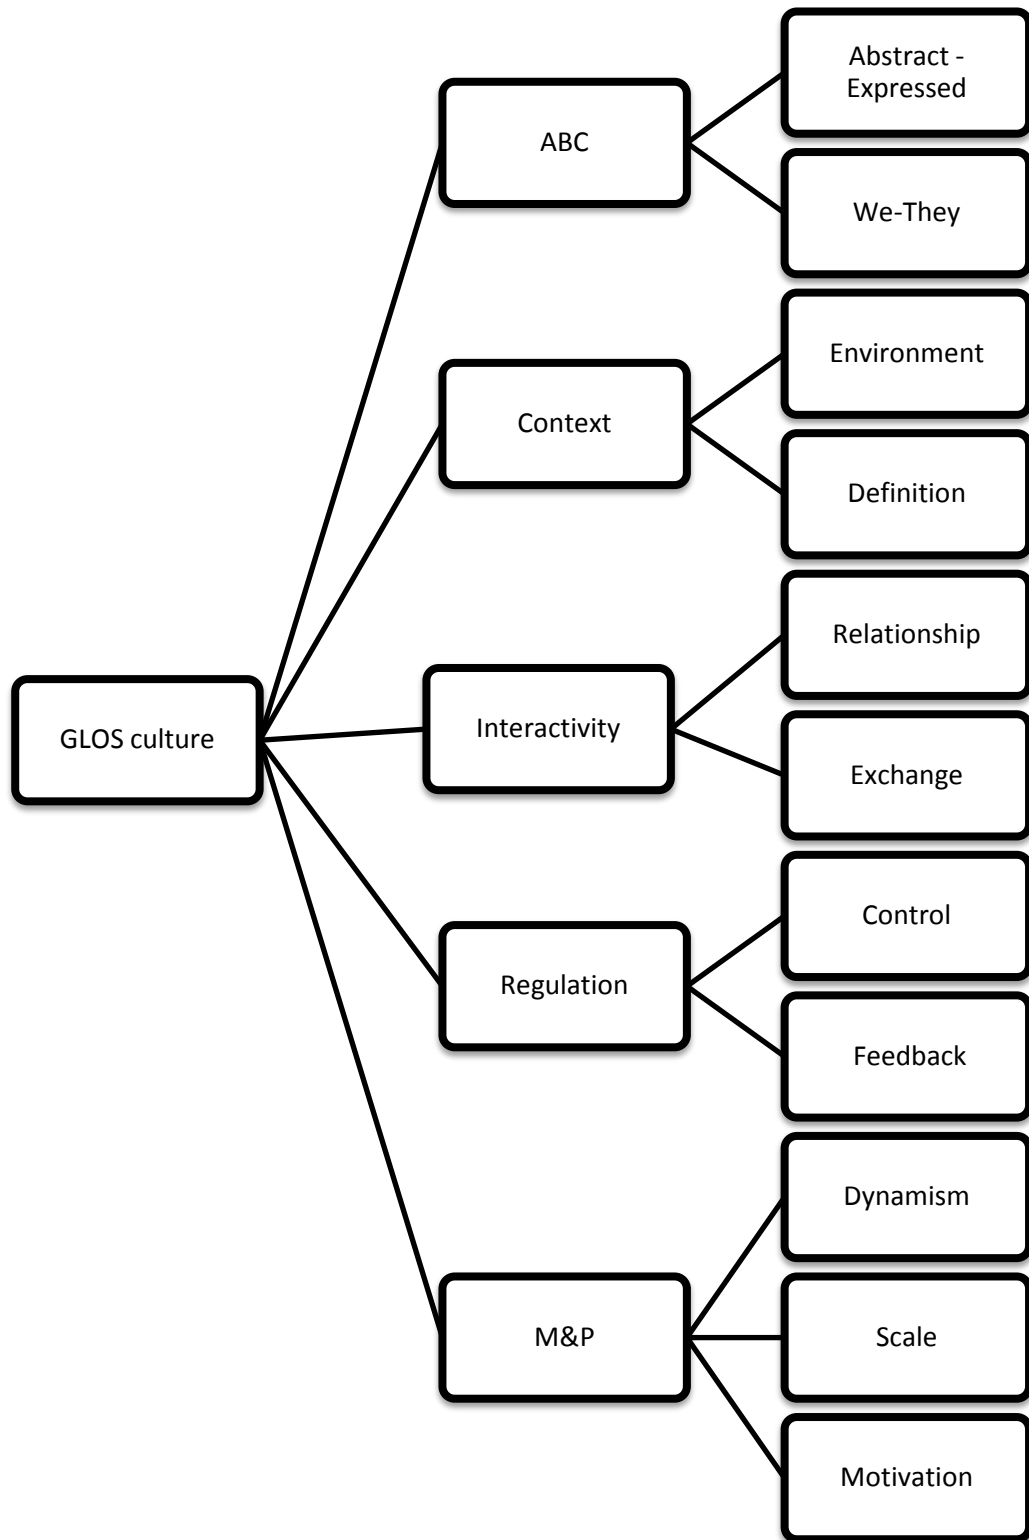 Abstract -
Expressed
ABC
We-They
Environment
Context
Definition
Relationship
GLOS culture
Interactivity
Exchange
Control
Regulation
Feedback
Dynamism
M&P
Scale
Motivation